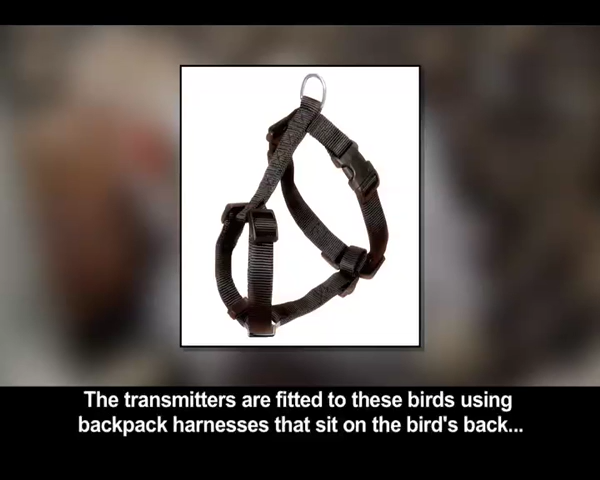 The transmitters are fitted to these birds using
backpack harnesses that sit on the bird's back...